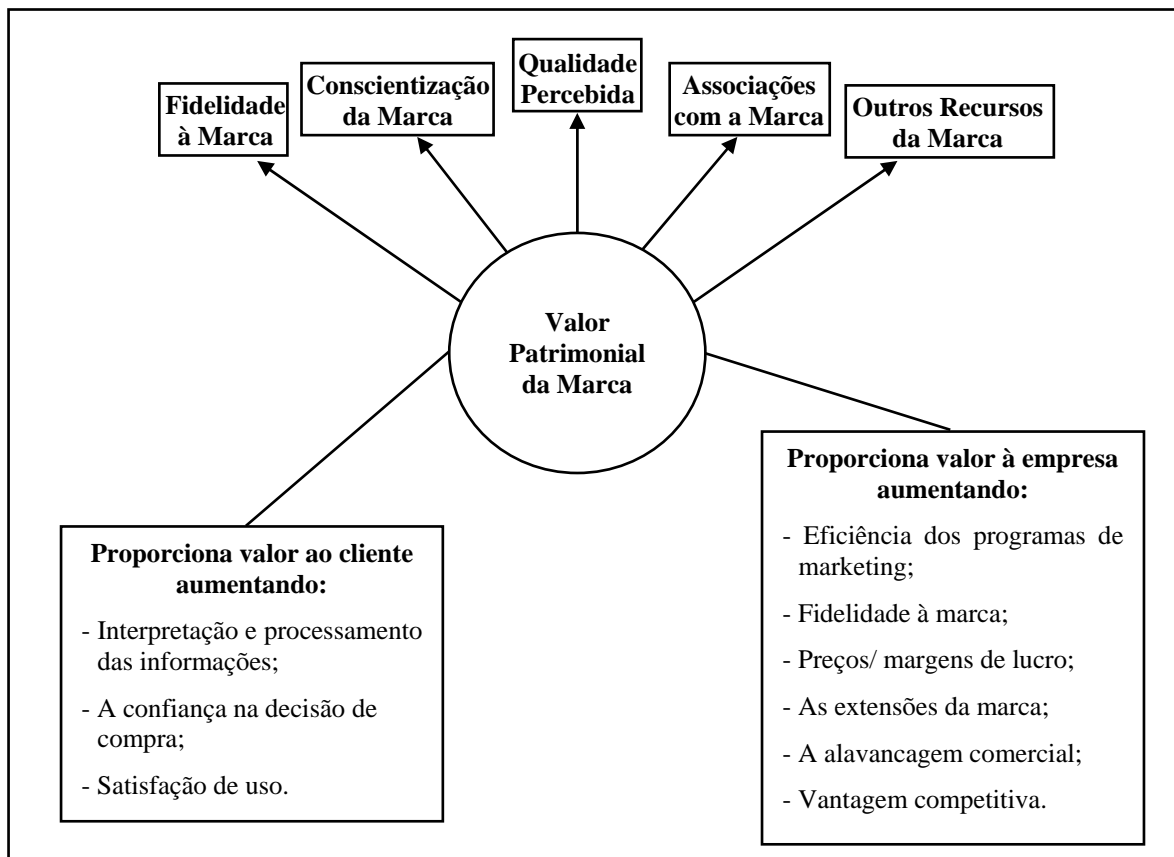 Fidelidade
à Marca
Conscientização
da Marca
Qualidade
Percebida
Associações
com a Marca
Outros Recursos
da Marca
Valor
Patrimonial
da Marca
Proporciona valor ao cliente
aumentando:
- Interpretação e processamento
das informações;
- A confiança na decisão de
compra;
- Satisfação de uso.
Proporciona valor à empresa
aumentando:
- Eficiência dos programas de
marketing;
- Fidelidade à marca;
- Preços/ margens de lucro;
- As extensões da marca;
- A alavancagem comercial;
- Vantagem competitiva.